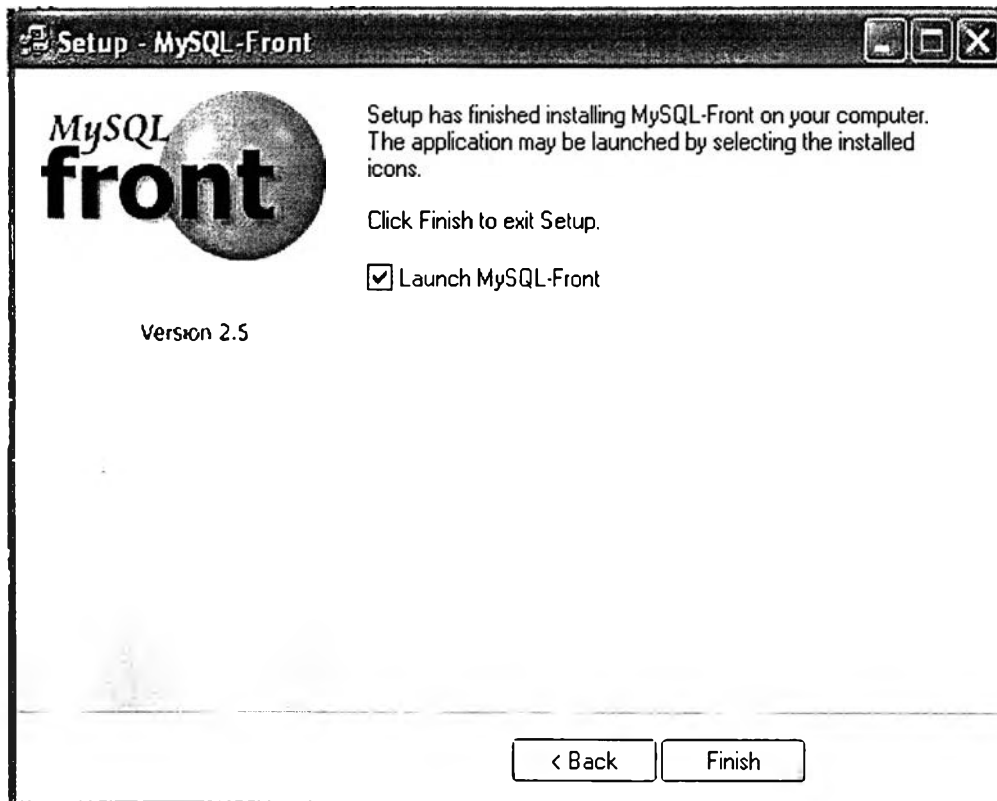 Setup - MySQL-Front
MySQL
front
Version 2.5
Setup has finished installing MySQL-Front on your computer.
The application may be launched by selecting the installed
icons.
Click Finish to exit Setup.
Launch MySQL-Front
< Back
Finish